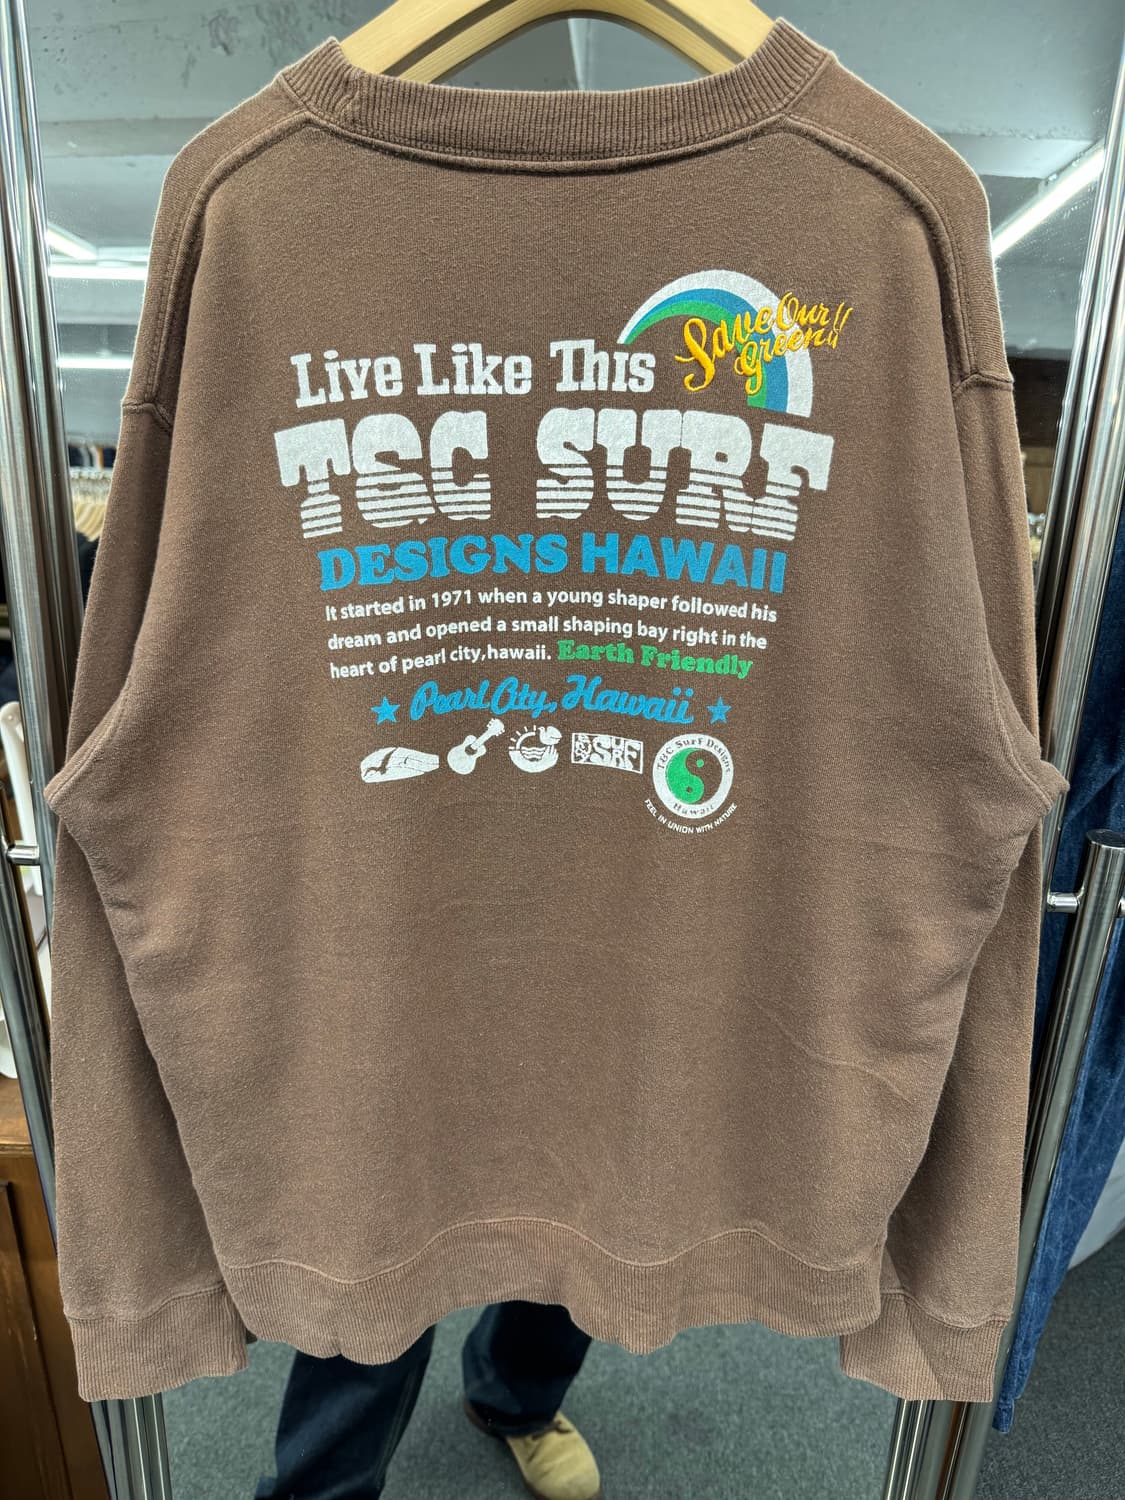 Save Our
green!!
Live Like This
T&C SURF
DESIGNS HAWAII
It started in 1971 when a young shaper followed his
dream and opened a small shaping bay right in the
heart of pearl city,hawaii. Earth Friendly
Pearl City, Hawaii
SURF
T&C Surf Designs
Hawaii
FEEL IN UNION WITH NATURE